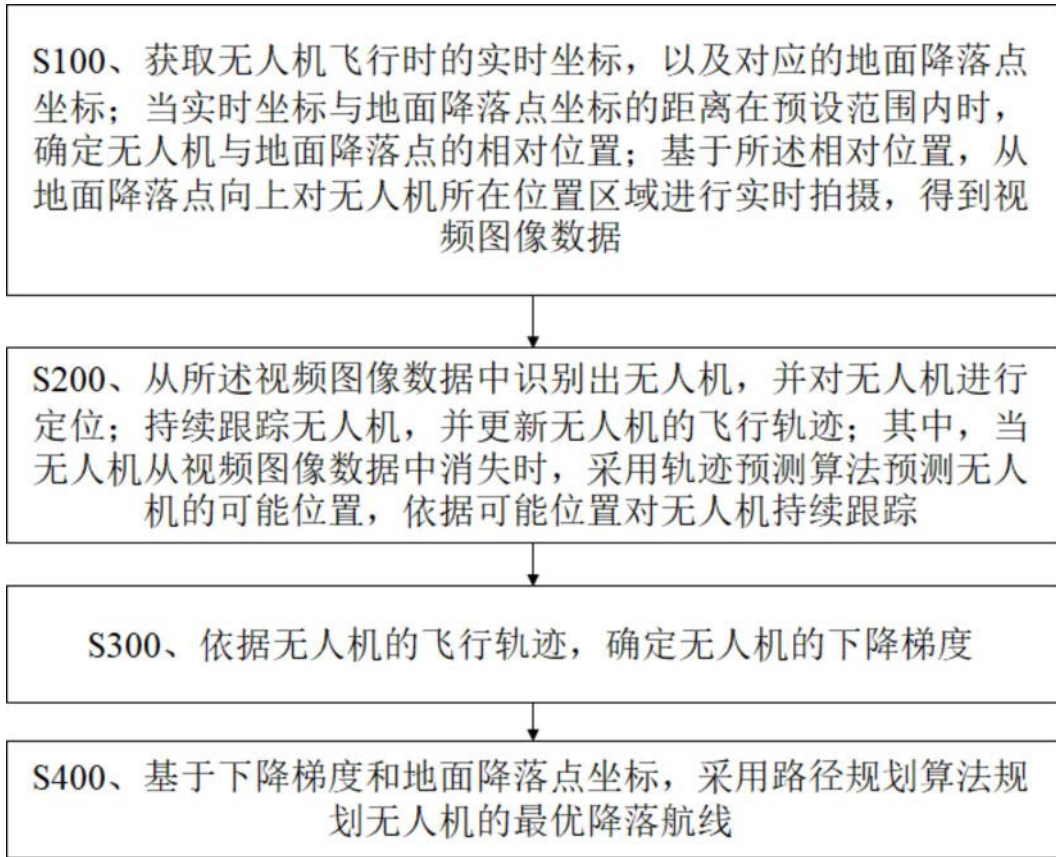 S100、获取无人机飞行时的实时坐标，以及对应的地面降落点
坐标；当实时坐标与地面降落点坐标的距离在预设范围内时，
确定无人机与地面降落点的相对位置；基于所述相对位置，从
地面降落点向上对无人机所在位置区域进行实时拍摄，得到视
频图像数据
S200、从所述视频图像数据中识别出无人机，并对无人机进行
定位；持续跟踪无人机，并更新无人机的飞行轨迹；其中，当
无人机从视频图像数据中消失时，采用轨迹预测算法预测无人
机的可能位置，依据可能位置对无人机持续跟踪
S300、依据无人机的飞行轨迹，确定无人机的下降梯度
S400、基于下降梯度和地面降落点坐标，采用路径规划算法规
划无人机的最优降落航线